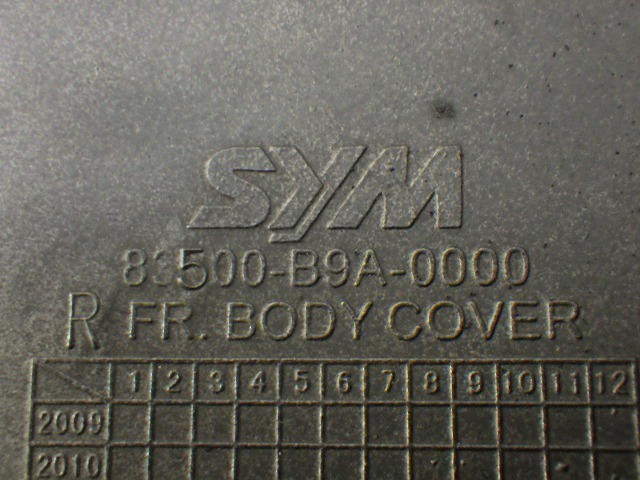 SYM
83500-B9A-0000
R FR. BODY COVER
1 2 3 4 5 6 7 8 9 10 11 12
2009
2010